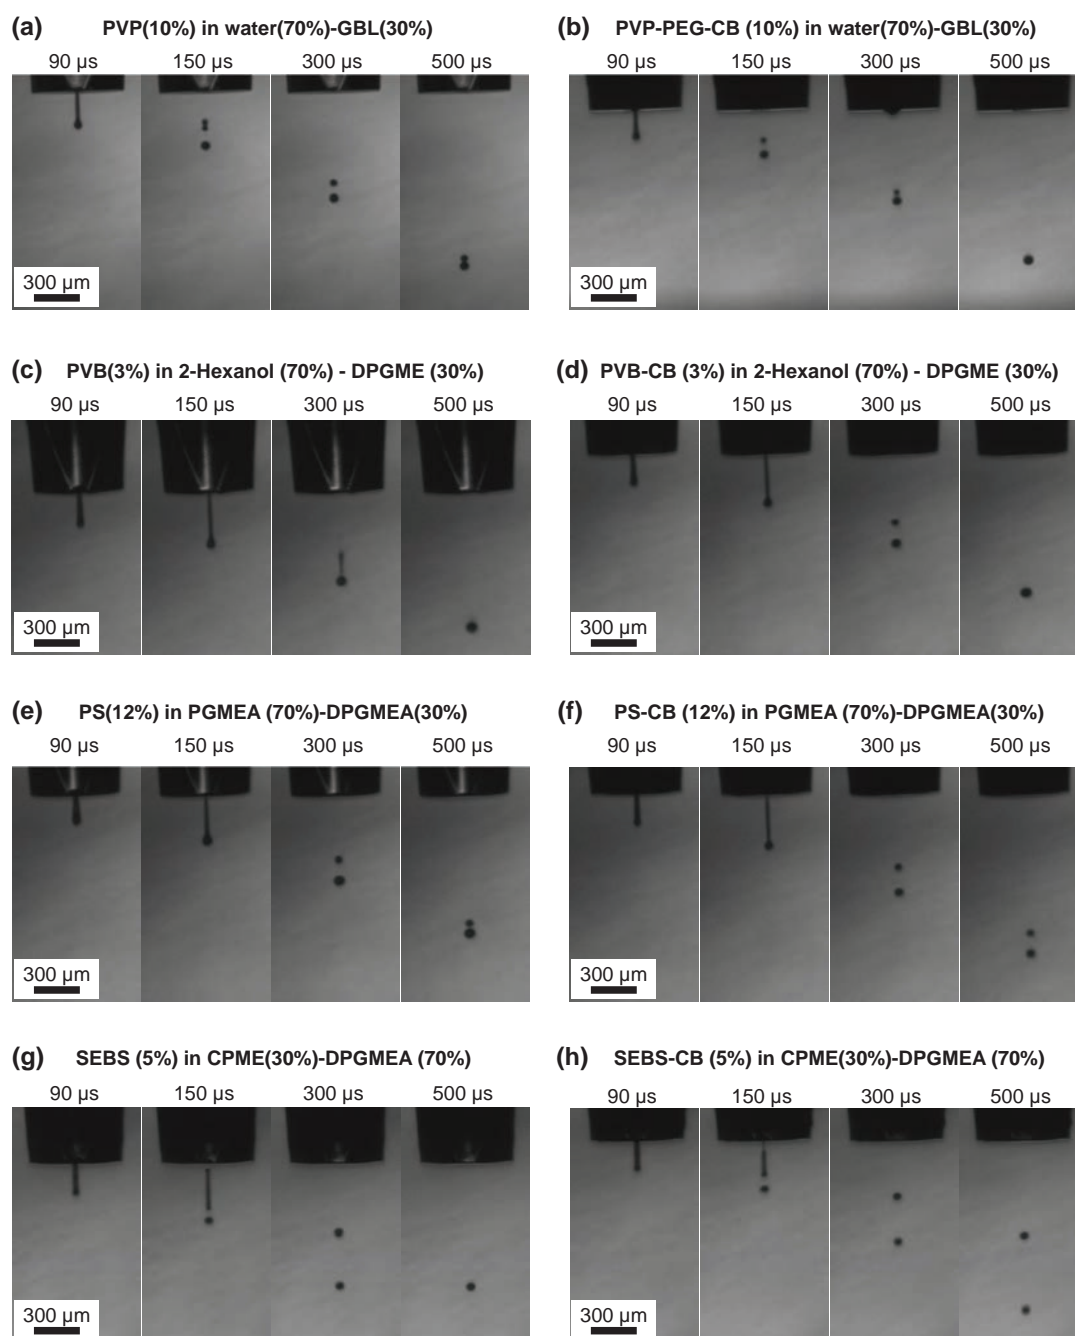 (a) PVP(10%) in water(70%)-GBL(30%)
90 µs 150 µs 300 µs 500 µs
300 µm
(b) PVP-PEG-CB (10%) in water(70%)-GBL(30%)
90 µs 150 µs 300 µs 500 µs
300 µm
(c) PVB(3%) in 2-Hexanol (70%) - DPGME (30%)
90 µs 150 µs 300 µs 500 µs
300 µm
(d) PVB-CB (3%) in 2-Hexanol (70%) - DPGME (30%)
90 µs 150 µs 300 µs 500 µs
300 µm
(e) PS(12%) in PGMEA (70%)-DPGMEA(30%)
90 µs 150 µs 300 µs 500 µs
300 µm
(f) PS-CB (12%) in PGMEA (70%)-DPGMEA(30%)
90 µs 150 µs 300 µs 500 µs
300 µm
(g) SEBS (5%) in CPME(30%)-DPGMEA (70%)
90 µs 150 µs 300 µs 500 µs
300 µm
(h) SEBS-CB (5%) in CPME(30%)-DPGMEA (70%)
90 µs 150 µs 300 µs 500 µs
300 µm